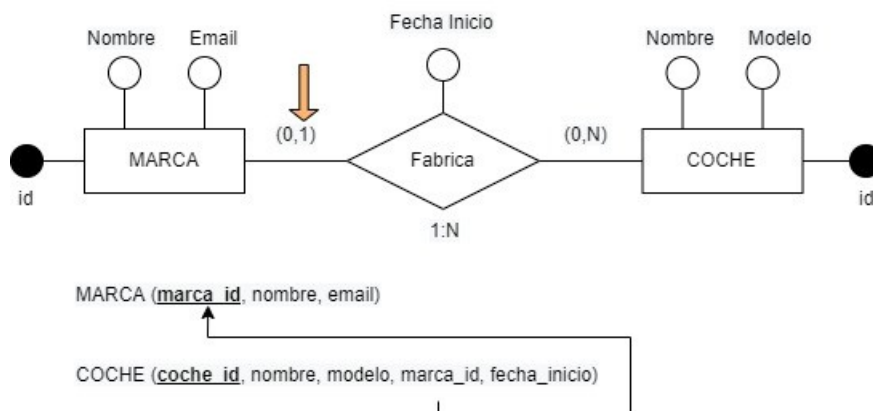 Fecha Inicio
Nombre Email Nombre Modelo
(0,1) (0,N)
MARCA Fabrica COCHE
id id
1:N
MARCA (marca_id, nombre, email)
COCHE (coche_id, nombre, modelo, marca_id, fecha_inicio)